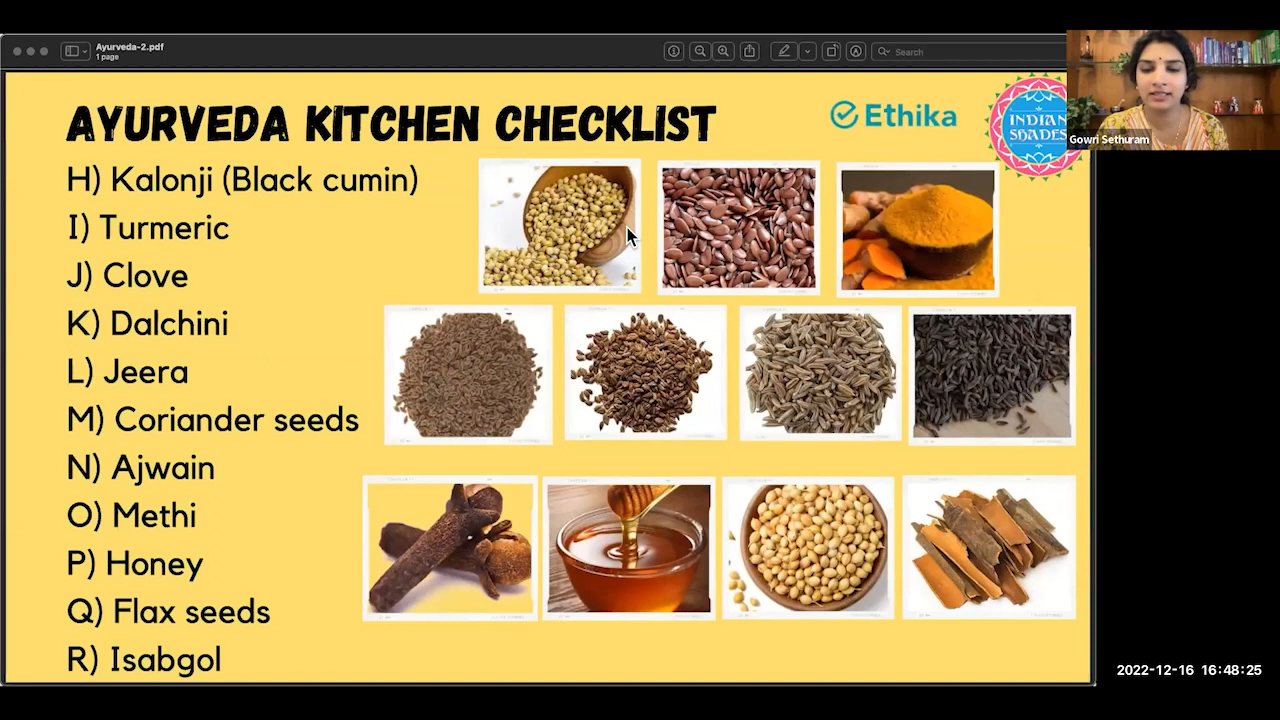 Ayurveda-2.pdf
1 page
Search
AYURVEDA KITCHEN CHECKLIST
Ethika
INDIAN
SHADES
Gowri Sethuram
H) Kalonji (Black cumin)
I) Turmeric
J) Clove
K) Dalchini
L) Jeera
M) Coriander seeds
N) Ajwain
O) Methi
P) Honey
Q) Flax seeds
R) Isabgol
2022-12-16 16:48:25